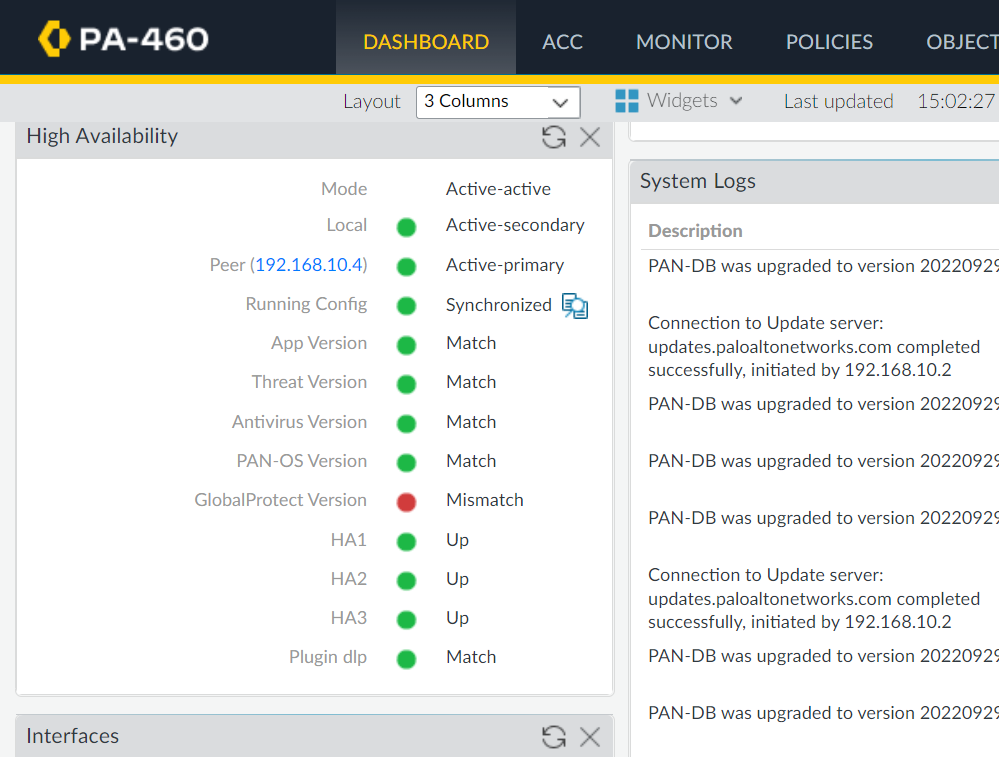 PA-460
DASHBOARD ACC MONITOR POLICIES OBJECT
Layout 3 Columns Widgets Last updated 15:02:27
High Availability
Mode Active-active
Local Active-secondary
Peer (192.168.10.4) Active-primary
Running Config Synchronized
App Version Match
Threat Version Match
Antivirus Version Match
PAN-OS Version Match
GlobalProtect Version Mismatch
HA1 Up
HA2 Up
HA3 Up
Plugin dlp Match
Interfaces
System Logs
Description
PAN-DB was upgraded to version 20220929
Connection to Update server:
updates.paloaltonetworks.com completed
successfully, initiated by 192.168.10.2
PAN-DB was upgraded to version 20220929
PAN-DB was upgraded to version 20220929
PAN-DB was upgraded to version 20220929
Connection to Update server:
updates.paloaltonetworks.com completed
successfully, initiated by 192.168.10.2
PAN-DB was upgraded to version 20220929
PAN-DB was upgraded to version 20220929